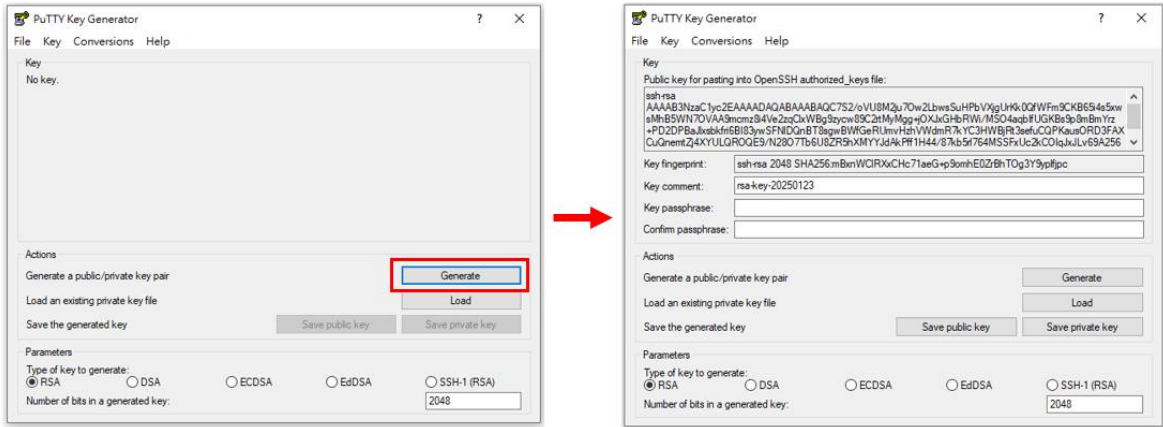 PuTTY Key Generator ? ×
File Key Conversions Help
Key
No key.
Actions
Generate a public/private key pair Generate
Load an existing private key file Load
Save the generated key Save public key Save private key
Parameters
Type of key to generate:
RSA DSA ECDSA EdDSA SSH-1 (RSA)
Number of bits in a generated key: 2048
PuTTY Key Generator ? ×
File Key Conversions Help
Key
Public key for pasting into OpenSSH authorized_keys file:
ssh-rsa
Key fingerprint: ssh-rsa 2048
Key comment: rsa-key-20250123
Key passphrase:
Confirm passphrase:
Actions
Generate a public/private key pair Generate
Load an existing private key file Load
Save the generated key Save public key Save private key
Parameters
Type of key to generate:
RSA DSA ECDSA EdDSA SSH-1 (RSA)
Number of bits in a generated key: 2048